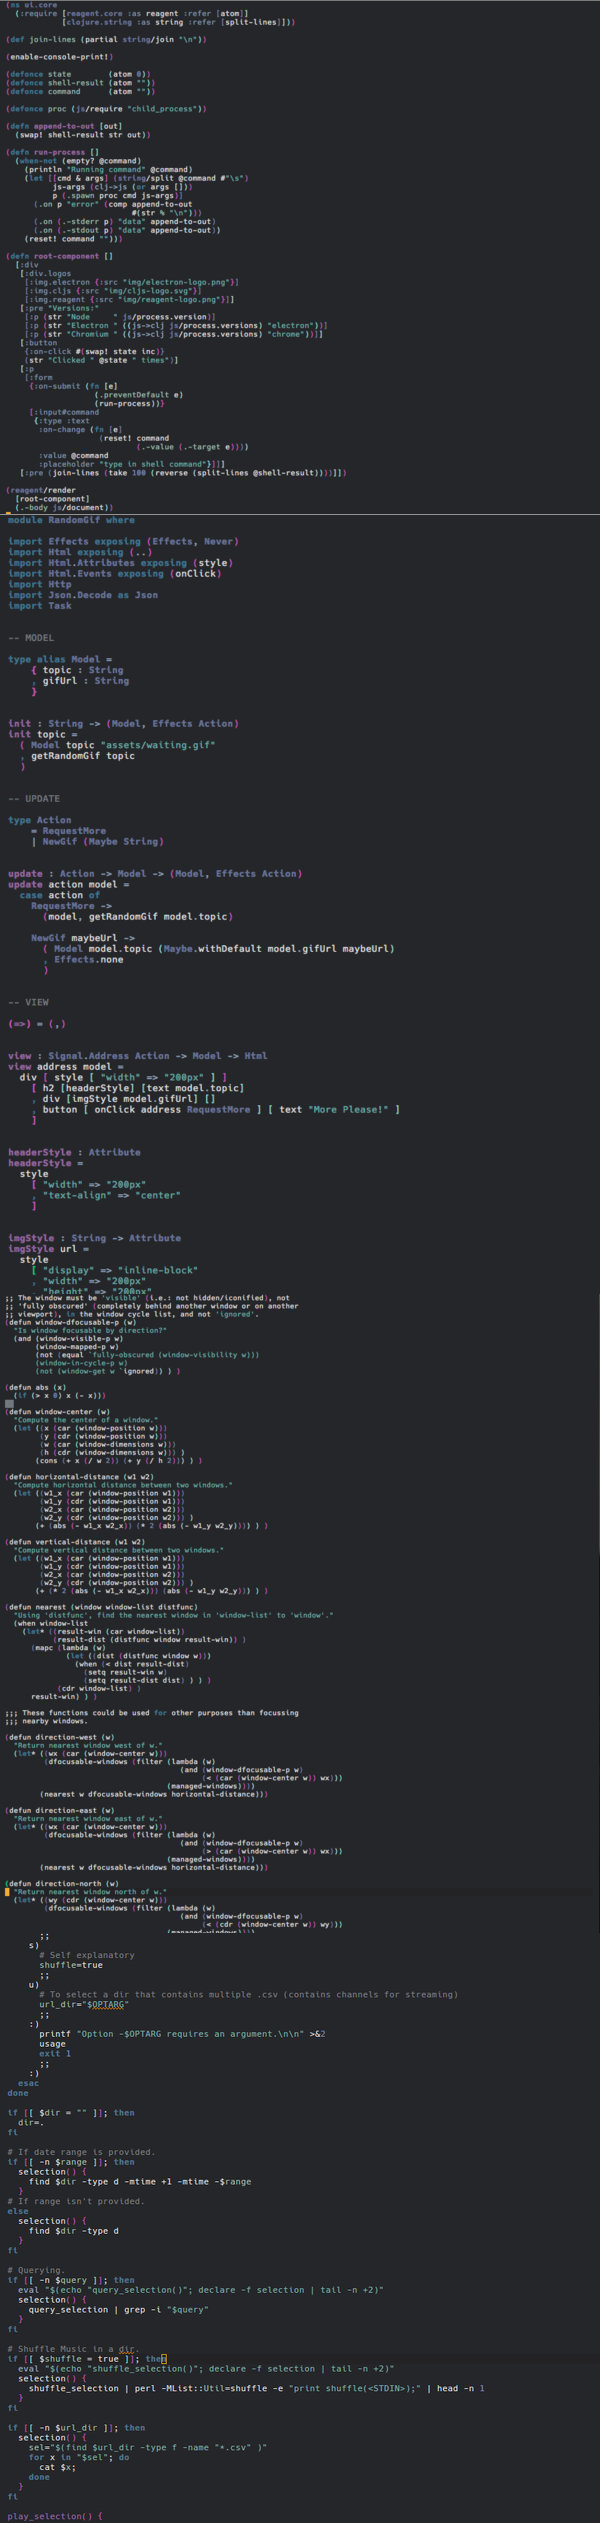 (ns ui.core
  (:require [reagent.core :as reagent :refer [atom]]
            [clojure.string :as string :refer [split-lines]]))

(def join-lines (partial string/join "\n"))

(enable-console-print!)

(defonce state        (atom 0))
(defonce shell-result (atom ""))
(defonce command      (atom ""))

(defonce proc (js/require "child_process"))

(defn append-to-out [out]
  (swap! shell-result str out))

(defn run-process []
  (when-not (empty? @command)
    (println "Running command" @command)
    (let [[cmd & args] (string/split @command #"\s")
          js-args (clj->js (or args []))
          p (.spawn proc cmd js-args)]
      (.on p "error" (comp append-to-out
                           #(str % "\n")))
      (.on (.-stderr p) "data" append-to-out)
      (.on (.-stdout p) "data" append-to-out))
    (reset! command "")))

(defn root-component []
  [:div
   [:div.logos
    [:img.electron {:src "img/electron-logo.png"}]
    [:img.cljs {:src "img/cljs-logo.svg"}]
    [:img.reagent {:src "img/reagent-logo.png"}]]
   [:pre "Versions:"
    [:p (str "Node     " js/process.version)]
    [:p (str "Electron " ((js->clj js/process.versions) "electron"))]
    [:p (str "Chromium " ((js->clj js/process.versions) "chrome"))]]
   [:button
    {:on-click #(swap! state inc)}
    (str "Clicked " @state " times")]
   [:p
    [:form
     {:on-submit (fn [e]
                   (.preventDefault e)
                   (run-process))}
     [:input#command
      {:type :text
       :on-change (fn [e]
                    (reset! command
                            (.-value (.-target e))))
       :value @command
       :placeholder "type in shell command"}]]]
   [:pre (join-lines (take 100 (reverse (split-lines @shell-result))))]])

(reagent/render
  [root-component]
  (.-body js/document))
module RandomGif where

import Effects exposing (Effects, Never)
import Html exposing (..)
import Html.Attributes exposing (style)
import Html.Events exposing (onClick)
import Http
import Json.Decode as Json
import Task

-- MODEL

type alias Model =
    { topic : String
    , gifUrl : String
    }

init : String -> (Model, Effects Action)
init topic =
  ( Model topic "assets/waiting.gif"
  , getRandomGif topic
  )

-- UPDATE

type Action
    = RequestMore
    | NewGif (Maybe String)

update : Action -> Model -> (Model, Effects Action)
update action model =
  case action of
    RequestMore ->
      (model, getRandomGif model.topic)

    NewGif maybeUrl ->
      ( Model model.topic (Maybe.withDefault model.gifUrl maybeUrl)
      , Effects.none
      )

-- VIEW

(=>) = (,)

view : Signal.Address Action -> Model -> Html
view address model =
  div [ style [ "width" => "200px" ] ]
    [ h2 [headerStyle] [text model.topic]
    , div [imgStyle model.gifUrl] []
    , button [ onClick address RequestMore ] [ text "More Please!" ]
    ]

headerStyle : Attribute
headerStyle =
  style
    [ "width" => "200px"
    , "text-align" => "center"
    ]

imgStyle : String -> Attribute
imgStyle url =
  style
    [ "display" => "inline-block"
    , "width" => "200px"
    , "height" => "200px"
;; The window must be 'visible' (i.e.: not hidden/iconified), not
;; 'fully obscured' (completely behind another window or on another
;; viewport), in the window cycle list, and not 'ignored'.
(defun window-dfocusable-p (w)
  "Is window focusable by direction?"
  (and (window-visible-p w)
       (window-mapped-p w)
       (not (equal `fully-obscured (window-visibility w)))
       (window-in-cycle-p w)
       (not (window-get w `ignored)) ) )

(defun abs (x)
  (if (> x 0) x (- x)))

(defun window-center (w)
  "Compute the center of a window."
  (let ((x (car (window-position w)))
        (y (cdr (window-position w)))
        (w (car (window-dimensions w)))
        (h (cdr (window-dimensions w))) )
       (cons (+ x (/ w 2)) (+ y (/ h 2))) ) )

(defun horizontal-distance (w1 w2)
  "Compute horizontal distance between two windows."
  (let ((w1_x (car (window-position w1)))
        (w1_y (cdr (window-position w1)))
        (w2_x (car (window-position w2)))
        (w2_y (cdr (window-position w2))) )
       (+ (abs (- w1_x w2_x)) (* 2 (abs (- w1_y w2_y)))) ) )

(defun vertical-distance (w1 w2)
  "Compute vertical distance between two windows."
  (let ((w1_x (car (window-position w1)))
        (w1_y (cdr (window-position w1)))
        (w2_x (car (window-position w2)))
        (w2_y (cdr (window-position w2))) )
       (+ (* 2 (abs (- w1_x w2_x))) (abs (- w1_y w2_y))) ) )

(defun nearest (window window-list distfunc)
  "Using 'distfunc', find the nearest window in 'window-list' to 'window'."
  (when window-list
    (let* ((result-win (car window-list))
           (result-dist (distfunc window result-win)) )
      (mapc (lambda (w)
              (let ((dist (distfunc window w)))
                (when (< dist result-dist)
                  (setq result-win w)
                  (setq result-dist dist) ) ) )
            (cdr window-list) )
      result-win) ) )

;;; These functions could be used for other purposes than focussing
;;; nearby windows.

(defun direction-west (w)
  "Return nearest window west of w."
  (let* ((wx (car (window-center w)))
         (dfocusable-windows (filter (lambda (w)
                                         (and (window-dfocusable-p w)
                                              (< (car (window-center w)) wx)))
                                      (managed-windows))))
        (nearest w dfocusable-windows horizontal-distance)))

(defun direction-east (w)
  "Return nearest window east of w."
  (let* ((wx (car (window-center w)))
         (dfocusable-windows (filter (lambda (w)
                                         (and (window-dfocusable-p w)
                                              (> (car (window-center w)) wx)))
                                      (managed-windows))))
        (nearest w dfocusable-windows horizontal-distance)))

(defun direction-north (w)
  "Return nearest window north of w."
  (let* ((wy (cdr (window-center w)))
         (dfocusable-windows (filter (lambda (w)
                                         (and (window-dfocusable-p w)
                                              (< (cdr (window-center w)) wy)))
                                      (managed-windows))))
      ;;
    s)
      # Self explanatory
      shuffle=true
      ;;
    u)
      # To select a dir that contains multiple .csv (contains channels for streaming)
      url_dir="$OPTARG"
      ;;
    :)
      printf "Option -$OPTARG requires an argument.\n\n" >&2
      usage
      exit 1
      ;;
    :)
  esac
done

if [[ $dir = "" ]]; then
  dir=.
fi

# If date range is provided.
if [[ -n $range ]]; then
  selection() {
    find $dir -type d -mtime +1 -mtime -$range
  }
# If range isn't provided.
else
  selection() {
    find $dir -type d
  }
fi

# Querying.
if [[ -n $query ]]; then
  eval "$(echo "query_selection()"; declare -f selection | tail -n +2)"
  selection() {
    query_selection | grep -i "$query"
  }
fi

# Shuffle Music in a dir.
if [[ $shuffle = true ]]; then
  eval "$(echo "shuffle_selection()"; declare -f selection | tail -n +2)"
  selection() {
    shuffle_selection | perl -MList::Util=shuffle -e "print shuffle(<STDIN>);" | head -n 1
  }
fi

if [[ -n $url_dir ]]; then
  selection() {
    sel="$(find $url_dir -type f -name "*.csv" )"
    for x in "$sel"; do
      cat $x;
    done
  }
fi

play_selection() {